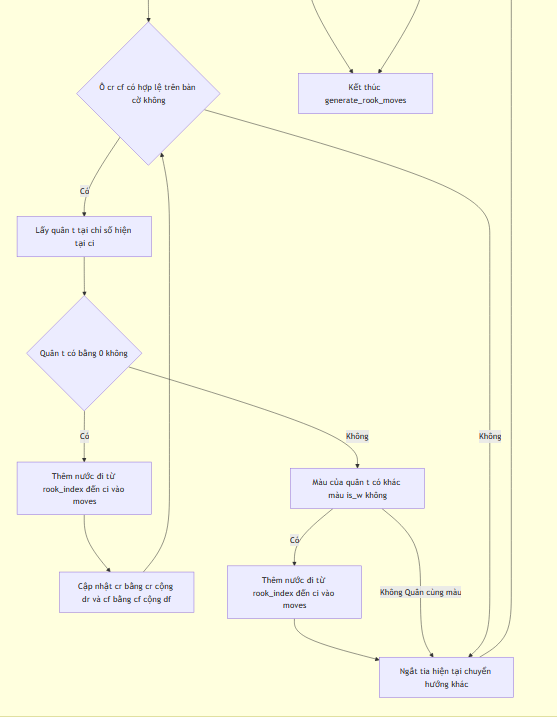 Ô cr cf có hợp lệ trên bàn
cờ không
Kết thúc
generate_rook_moves
Có
Lấy quân t tại chỉ số hiện
tại ci
Quân t có bằng 0 không
Có
Không
Không
Thêm nước đi từ
rook_index đến ci vào
moves
Màu của quân t có khác
màu is_w không
Có
Cập nhật cr bằng cr cộng
dr và cf bằng cf cộng df
Thêm nước đi từ
rook_index đến ci vào
moves
Không Quân cùng màu
Ngắt tia hiện tại chuyển
hướng khác